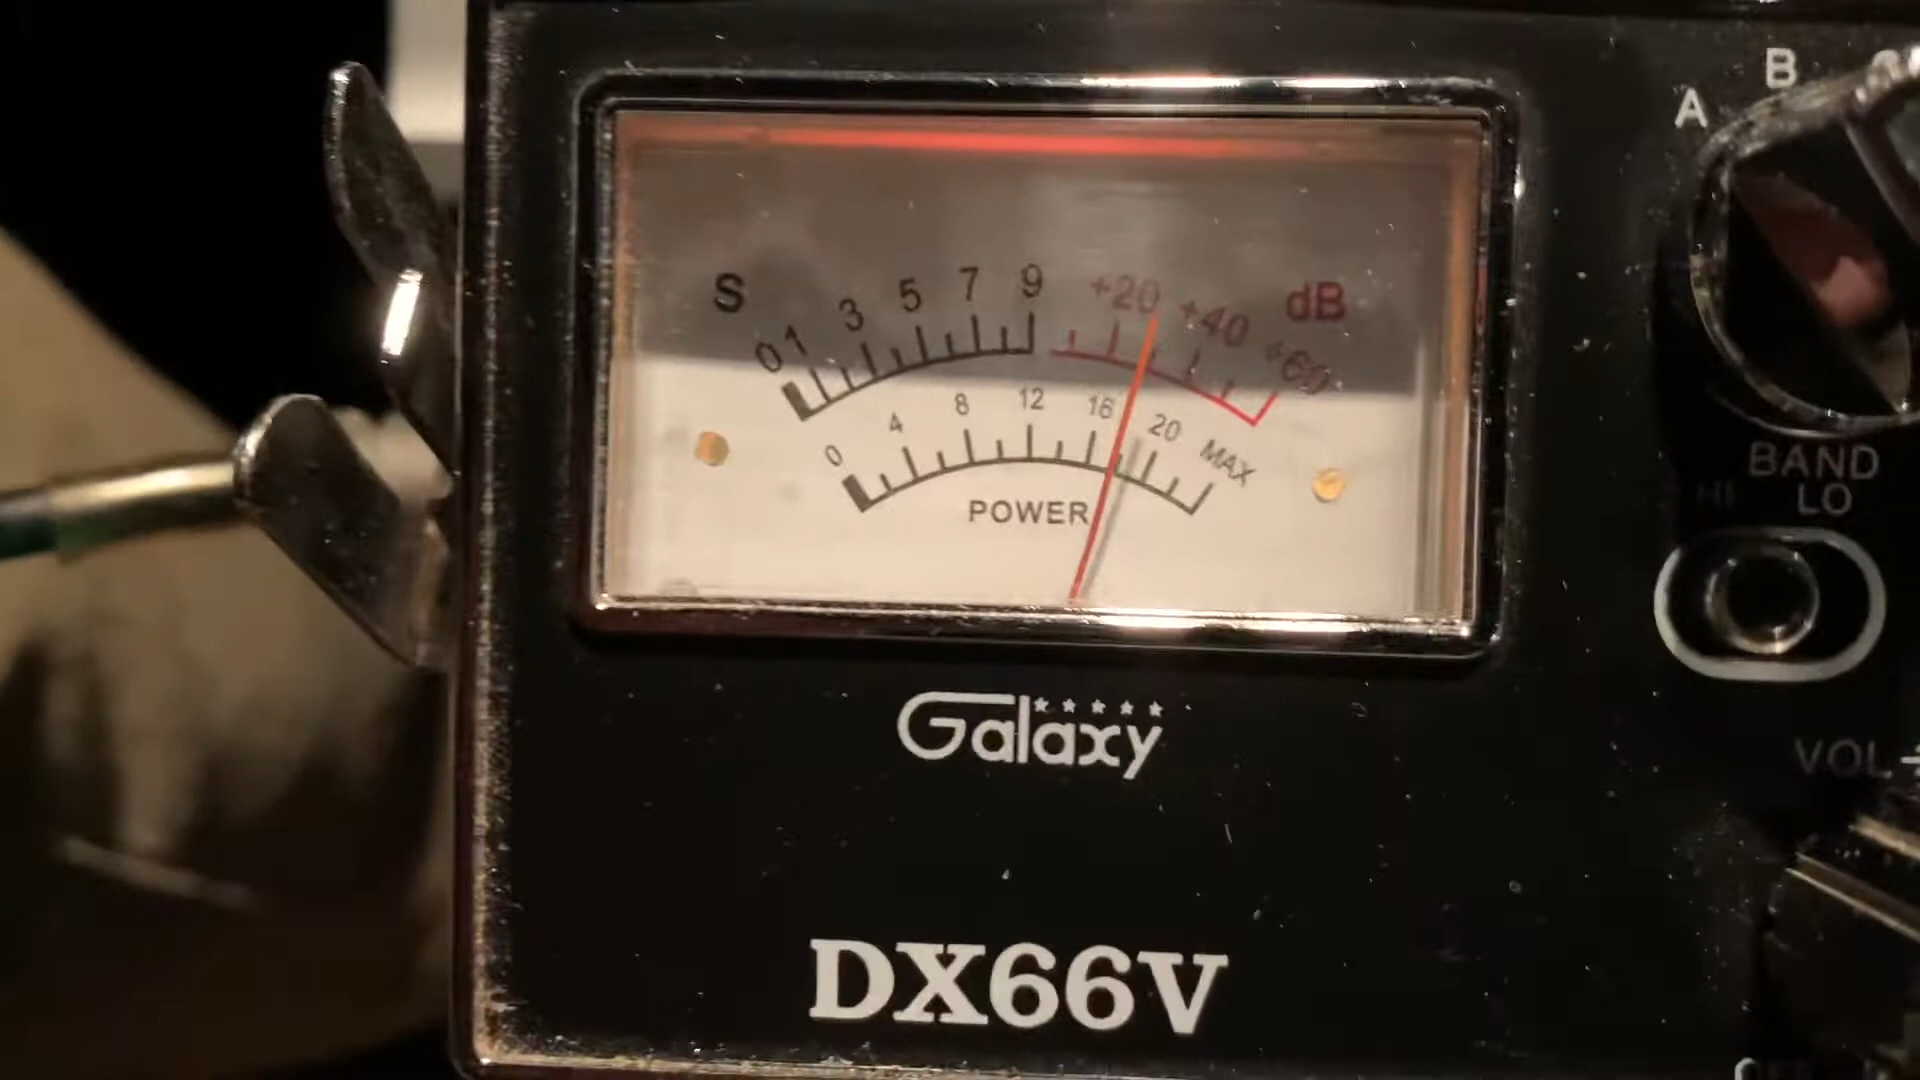 A B
S 0 1 3 5 7 9 +20 +40 +60 dB
0 4 8 12 16 20 MAX
POWER
BAND
HI LO
Galaxy
VOL
DX66V